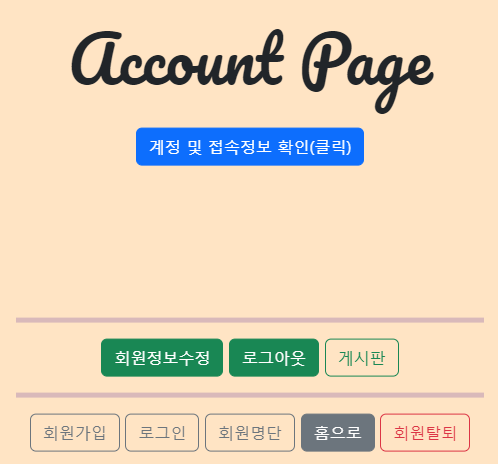 Account Page
계정 및 접속정보 확인(클릭)
회원정보수정 로그아웃 게시판
회원가입 로그인 회원명단 홈으로 회원탈퇴